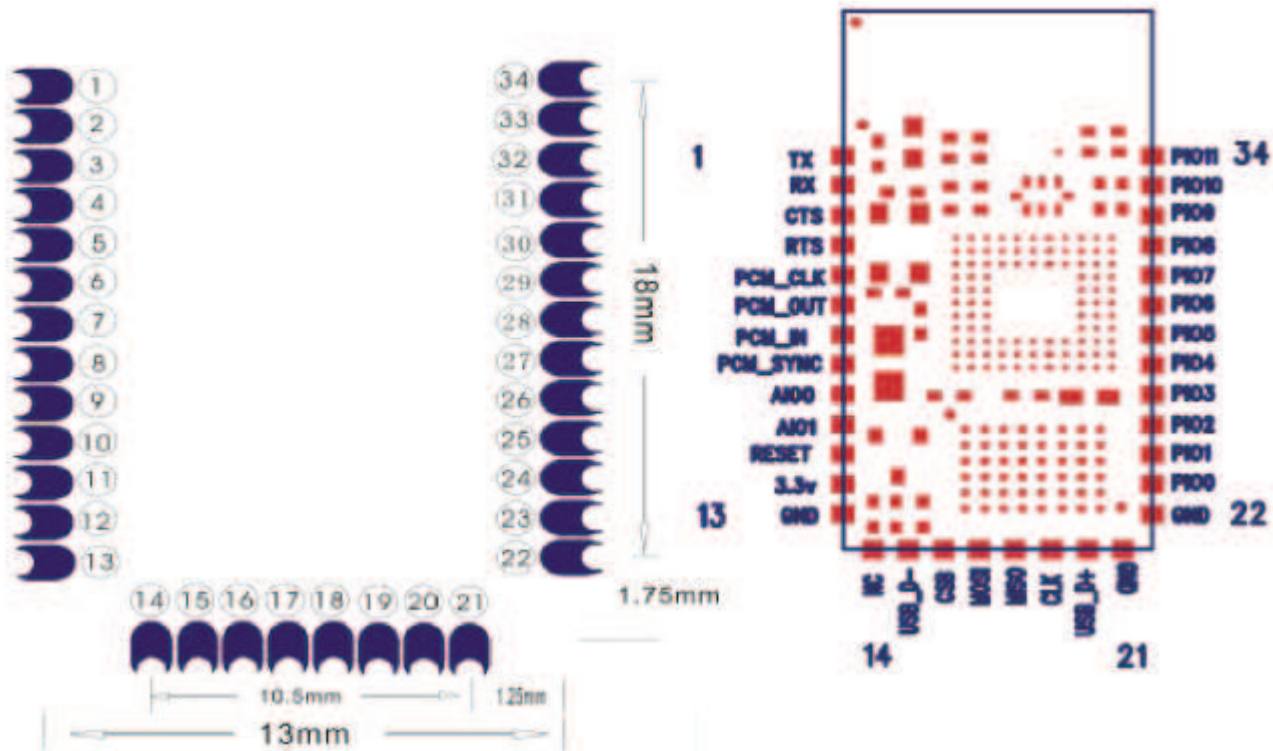 1
2
3
4
5
6
7
8
9
10
11
12
13
34
33
32
31
30
29
28
27
26
25
24
23
22
14 15 16 17 18 19 20 21
18mm
1.75mm
10.5mm
1.25mm
13mm
1
13
TX
RX
CTS
RTS
PCM_CLK
PCM_OUT
PCM_IN
PCM_SYNC
AIO0
AIO1
RESET
3.3v
GND
34
22
PIO11
PIO10
PIO9
PIO8
PIO7
PIO6
PIO5
PIO4
PIO3
PIO2
PIO1
PIO0
GND
NC
USB_D-
CSB
MOSI
MISO
CLK
USB_D+
GND
14
21